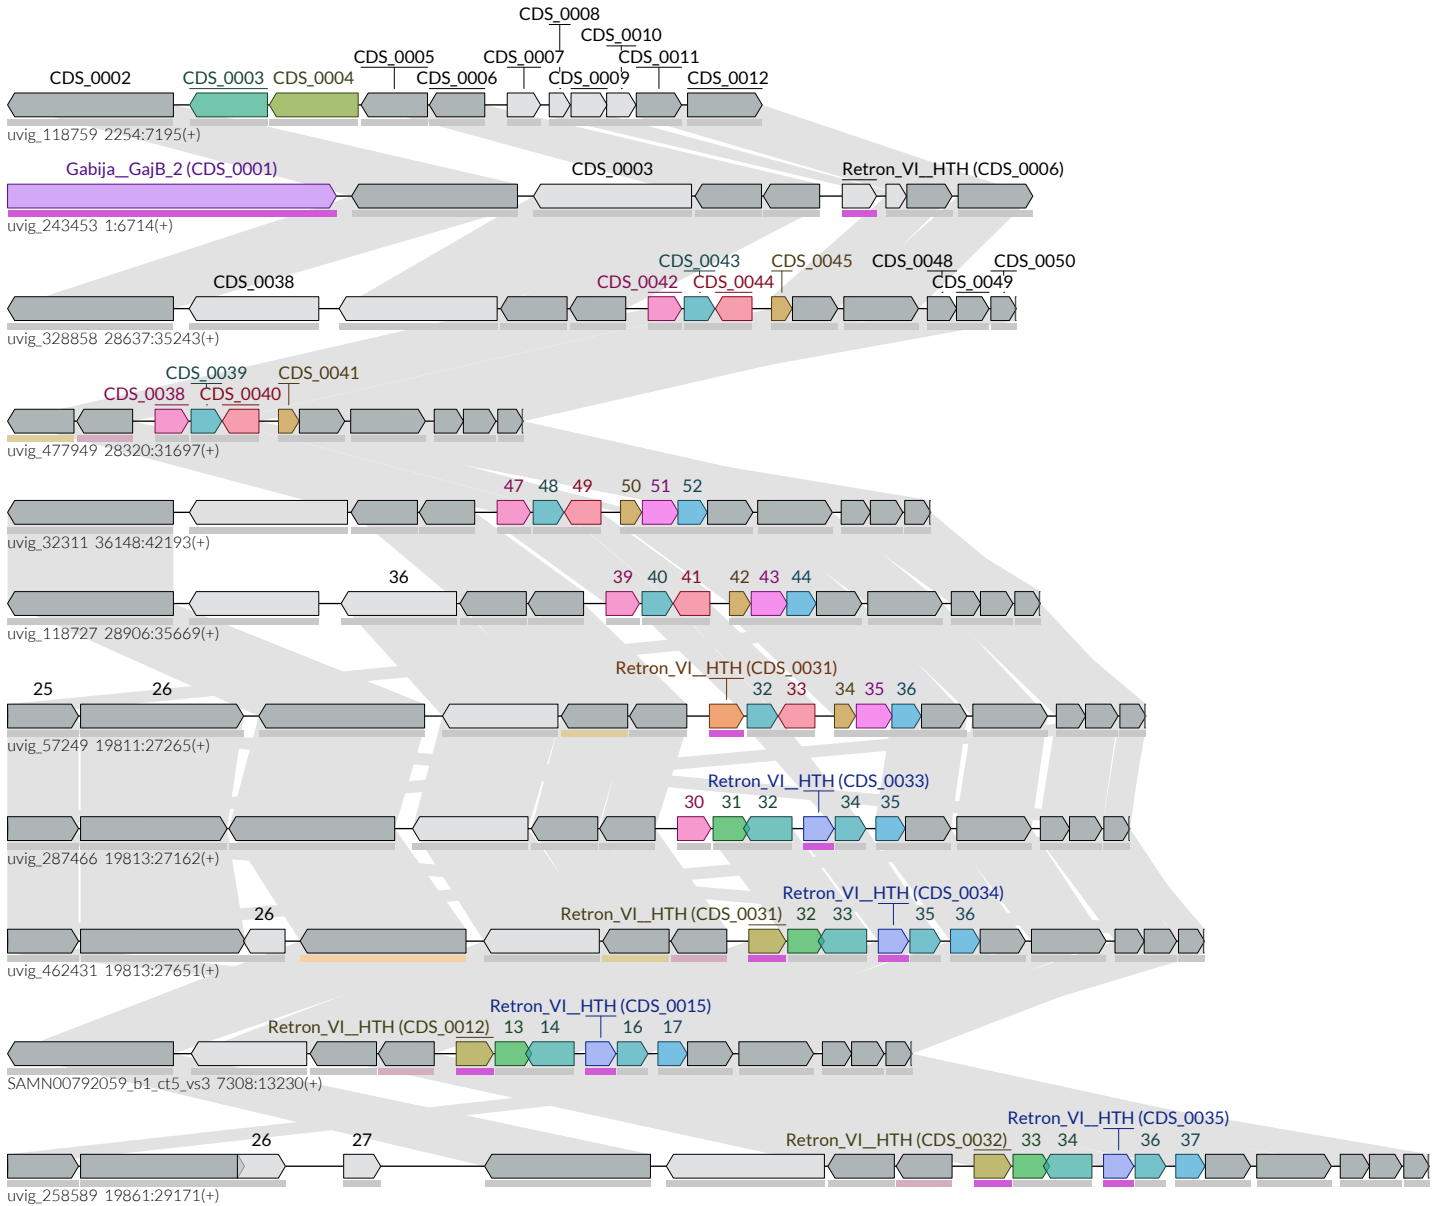 CDS_0008
CDS_0010
CDS_0005 CDS_0007 CDS_0011
CDS_0002 CDS_0003 CDS_0004 CDS_0006 CDS_0009 CDS_0012
uvig_118759 2254:7195(+)
Gabija__GajB_2 (CDS_0001) CDS_0003 Retron_VI__HTH (CDS_0006)
uvig_243453 1:6714(+)
CDS_0043 CDS_0045 CDS_0048 CDS_0050
CDS_0038 CDS_0042 CDS_0044 CDS_0049
uvig_328858 28637:35243(+)
CDS_0039 CDS_0041
CDS_0038 CDS_0040
uvig_477949 28320:31697(+)
47 48 49 50 51 52
uvig_32311 36148:42193(+)
36 39 40 41 42 43 44
uvig_118727 28906:35669(+)
Retron_VI__HTH (CDS_0031)
25 26 32 33 34 35 36
uvig_57249 19811:27265(+)
Retron_VI__HTH (CDS_0033)
30 31 32 34 35
uvig_287466 19813:27162(+)
Retron_VI__HTH (CDS_0034)
26 Retron_VI__HTH (CDS_0031) 32 33 35 36
uvig_462431 19813:27651(+)
Retron_VI__HTH (CDS_0015)
Retron_VI__HTH (CDS_0012) 13 14 16 17
SAMN00792059_b1_ct5_vs3 7308:13230(+)
Retron_VI__HTH (CDS_0035)
26 27 Retron_VI__HTH (CDS_0032) 33 34 36 37
uvig_258589 19861:29171(+)